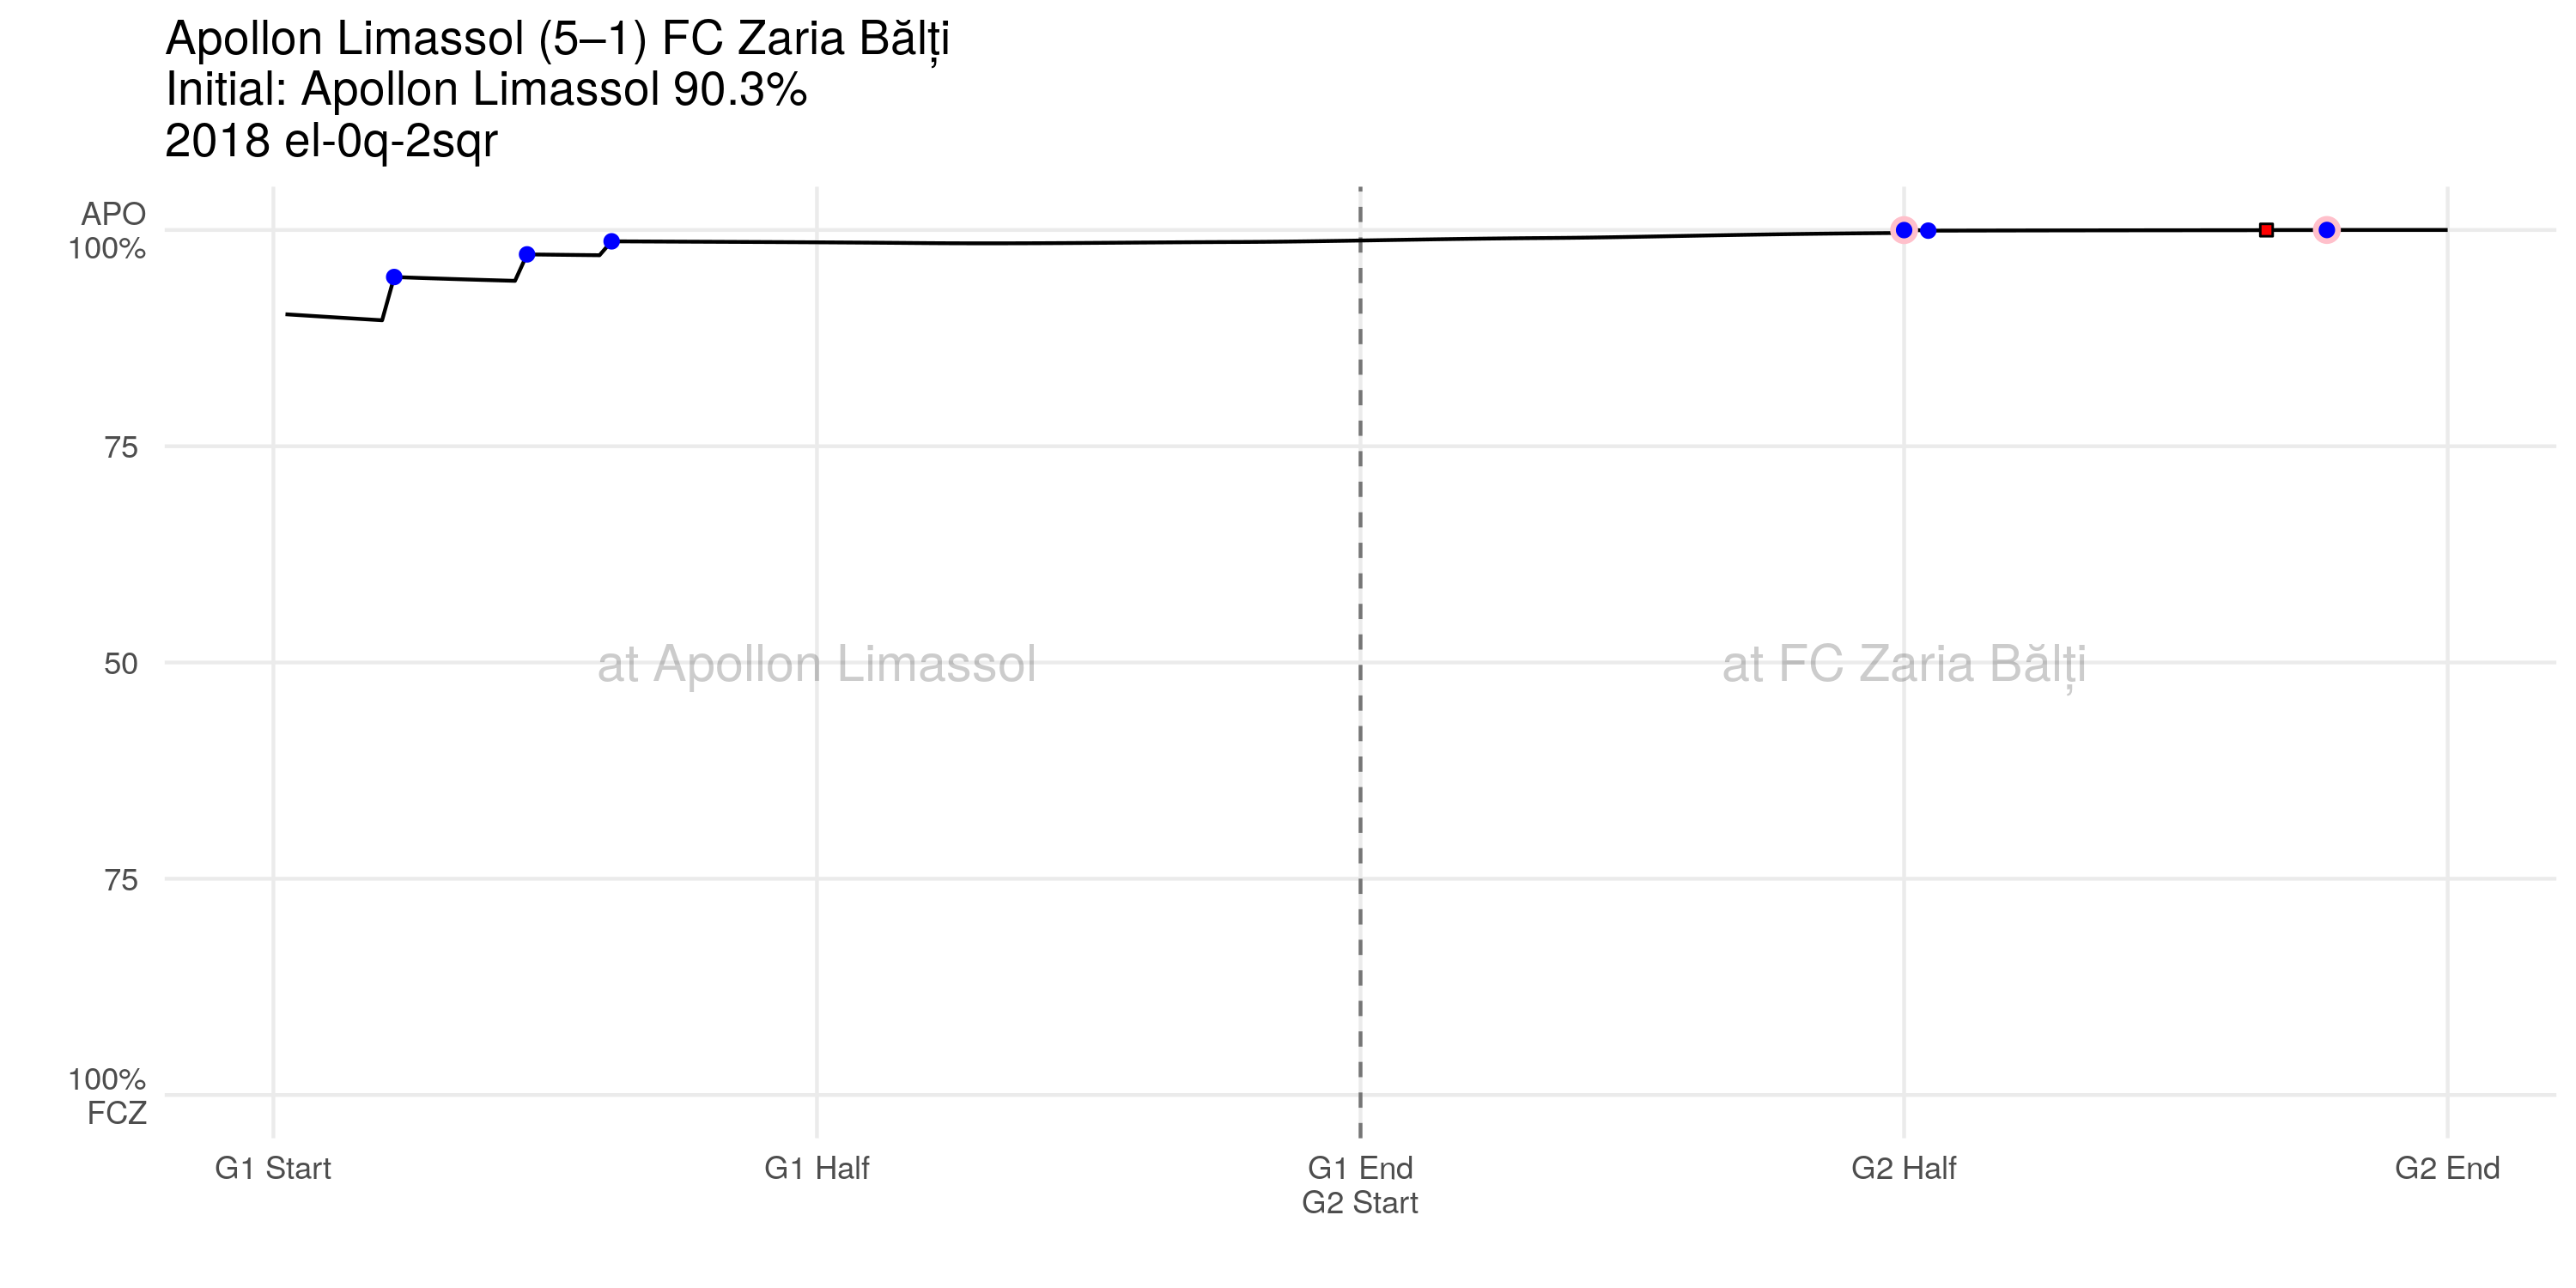 Apollon Limassol (5–1) FC Zaria Bălți
Initial: Apollon Limassol 90.3%
2018 el-0q-2sqr
APO
100%
75
50
75
100%
FCZ
at Apollon Limassol
at FC Zaria Bălți
G1 Start
G1 Half
G1 End
G2 Start
G2 Half
G2 End